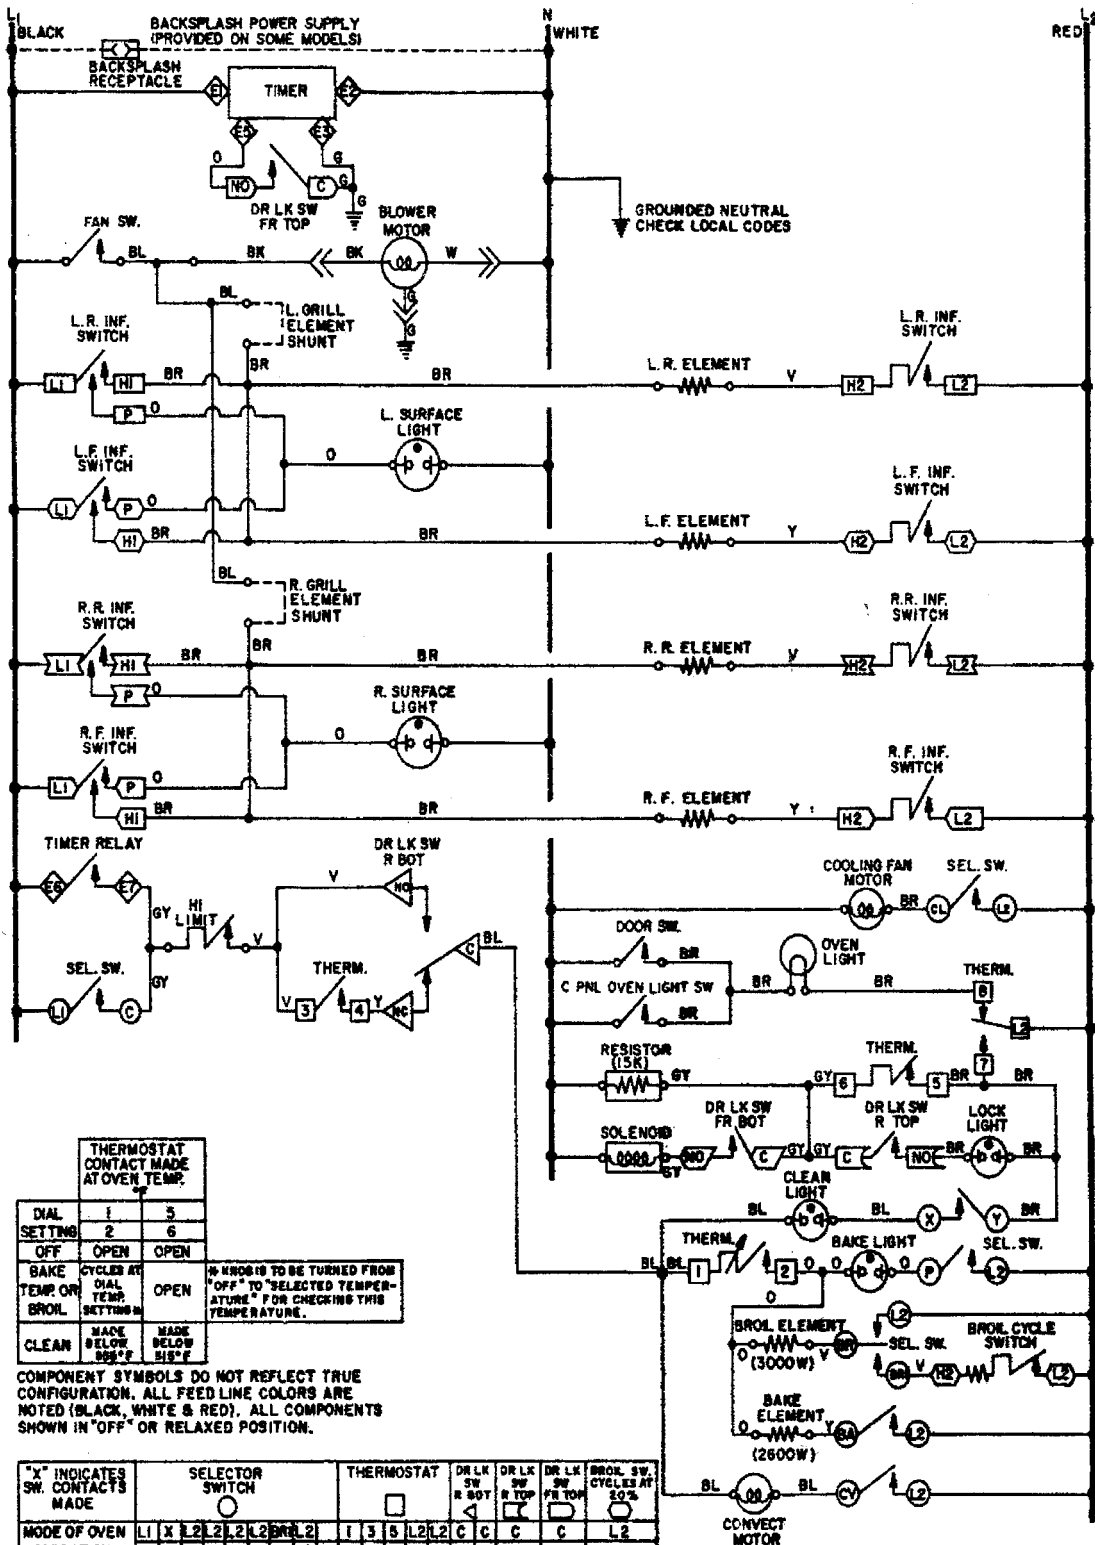 L1 N L2
BLACK WHITE RED
BACKSPLASH POWER SUPPLY
(PROVIDED ON SOME MODELS)
BACKSPLASH
RECEPTACLE
E1 TIMER E2
E5 E3
O G
NO C G
G
DR LK SW
FR TOP
GROUNDED NEUTRAL
CHECK LOCAL CODES
FAN SW.
BLOWER
MOTOR
BL BK BK W
G
G
BL
L. GRILL
ELEMENT
SHUNT
L.R. INF.
SWITCH
L.R. INF.
SWITCH
BR
L.R. ELEMENT
L1 HI BR BR V H2 L2
P O
L. SURFACE
LIGHT
L.F. INF.
SWITCH
O
L.F. INF.
SWITCH
L1 P O
L.F. ELEMENT
HI BR BR Y H2 L2
BL
R. GRILL
ELEMENT
SHUNT
R.R. INF.
SWITCH
R.R. INF.
SWITCH
BR
R.R. ELEMENT
L1 HI BR BR V H2 L2
P O
R. SURFACE
LIGHT
R.F. INF.
SWITCH
O
R.F. INF.
SWITCH
L1 P O
R.F. ELEMENT
HI BR BR Y H2 L2
TIMER RELAY
DR LK SW
R BOT
COOLING FAN
MOTOR
SEL. SW.
E6 E7 V NO
BR CL L2
GY HI
LIMIT
V C BL
DOOR SW.
BR
OVEN
LIGHT
SEL. SW.
GY
THERM.
C PNL OVEN LIGHT SW
BR BR
THERM.
8
L1 C V 3 4 Y NC
BR
L2
RESISTOR
(15K)
GY
THERM.
7
GY 6 5 BR BR
DR LK SW
FR BOT
DR LK SW
R TOP
LOCK
LIGHT
SOLENOID
GY NO C GY GY C NO BR
CLEAN
LIGHT
BL BL X Y BR
THERM.
BAKE LIGHT
SEL. SW.
BL BL 1 2 O O P L2
O
BROIL ELEMENT
L2
SEL. SW.
BROIL CYCLE
SWITCH
O (3000W) V BR
BR V H2 L2
BAKE
ELEMENT
O Y BA L2
(2600W)
BL BL CV L2
CONVECT
MOTOR
THERMOSTAT
CONTACT MADE
AT OVEN TEMP.
°F
DIAL 1 5
SETTING 2 6
OFF OPEN OPEN
BAKE
TEMP. OR
BROIL
CYCLES AT
DIAL
TEMP.
SETTING *
OPEN
* KNOB IS TO BE TURNED FROM
"OFF" TO "SELECTED TEMPER-
ATURE" FOR CHECKING THIS
TEMPERATURE.
CLEAN
MADE
BELOW
MADE
BELOW
515°F
COMPONENT SYMBOLS DO NOT REFLECT TRUE
CONFIGURATION. ALL FEED LINE COLORS ARE
NOTED (BLACK, WHITE & RED). ALL COMPONENTS
SHOWN IN "OFF" OR RELAXED POSITION.
"X" INDICATES
SW. CONTACTS
MADE
SELECTOR
SWITCH
THERMOSTAT
DR LK
SW
R BOT
DR LK
SW
R TOP
DR LK
SW
FR TOP
BROIL SW.
CYCLES AT
50%
MODE OF OVEN L1 X L2 L2 L2 L2 BR L2 1 3 5 L2 L2 C C C C L2